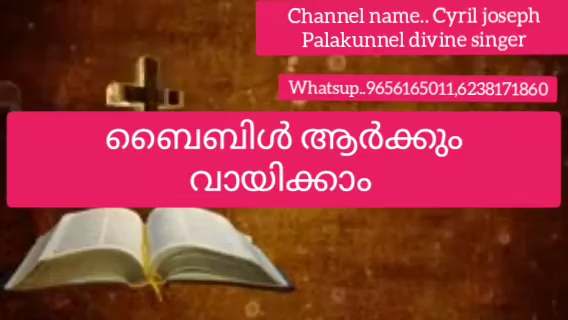 Channel name.. Cyril joseph
Palakunnel divine singer
Whatsup..9656165011,6238171860
ബൈബിൾ ആർക്കും
വായിക്കാം